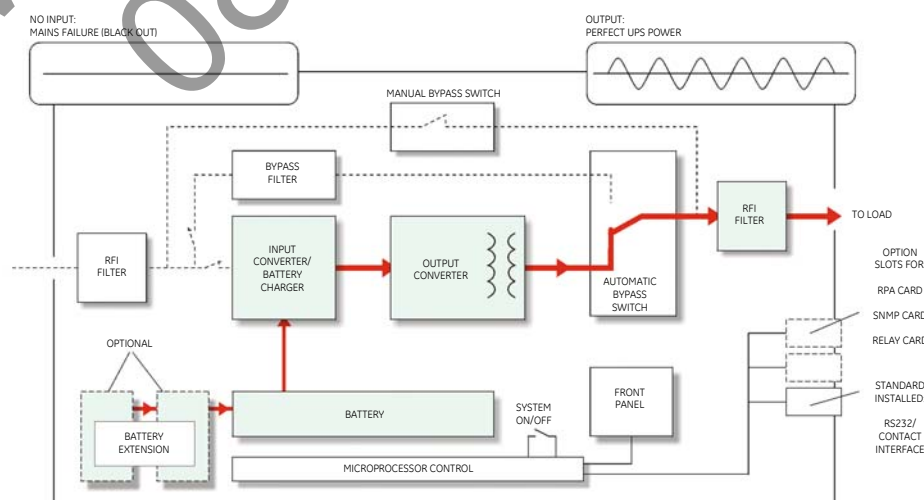 NO INPUT:
MAINS FAILURE (BLACK OUT)
OUTPUT:
PERFECT UPS POWER
MANUAL BYPASS SWITCH
BYPASS
FILTER
RFI
FILTER
INPUT
CONVERTER/
BATTERY
CHARGER
OUTPUT
CONVERTER
AUTOMATIC
BYPASS
SWITCH
RFI
FILTER
TO LOAD
OPTION
SLOTS FOR
RPA CARD
SNMP CARD
RELAY CARD
STANDARD
INSTALLED
RS232/
CONTACT
INTERFACE
OPTIONAL
BATTERY
EXTENSION
BATTERY
SYSTEM
ON/OFF
FRONT
PANEL
MICROPROCESSOR CONTROL